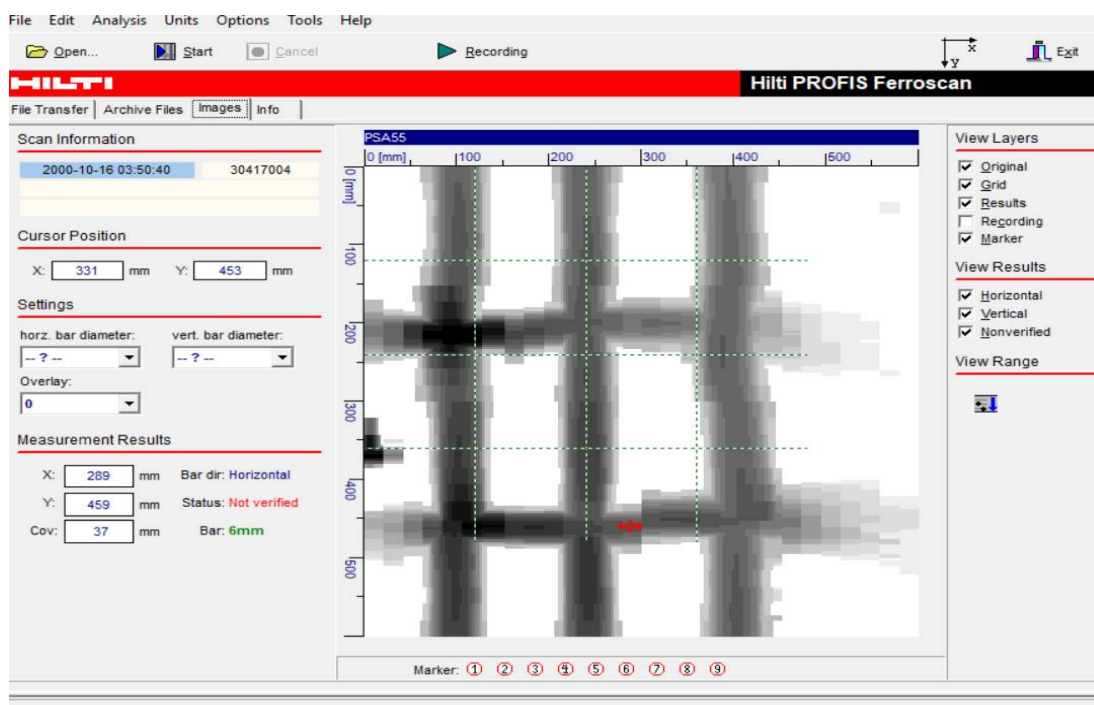 File Edit Analysis Units Options Tools Help
Open... Start Cancel Recording x y Exit
HILTI Hilti PROFIS Ferroscan
File Transfer Archive Files Images Info
Scan Information
2000-10-16 03:50:40 30417004
Cursor Position
X: 331 mm Y: 453 mm
Settings
horz. bar diameter: vert. bar diameter:
-- ? -- -- ? --
Overlay:
0
Measurement Results
X: 289 mm Bar dir: Horizontal
Y: 459 mm Status: Not verified
Cov: 37 mm Bar: 6mm
PSA55
0 [mm] 100 200 300 400 500
0 [mm]
100
200
300
400
500
Marker: 1 2 3 4 5 6 7 8 9
View Layers
Original
Grid
Results
Recording
Marker
View Results
Horizontal
Vertical
Nonverified
View Range